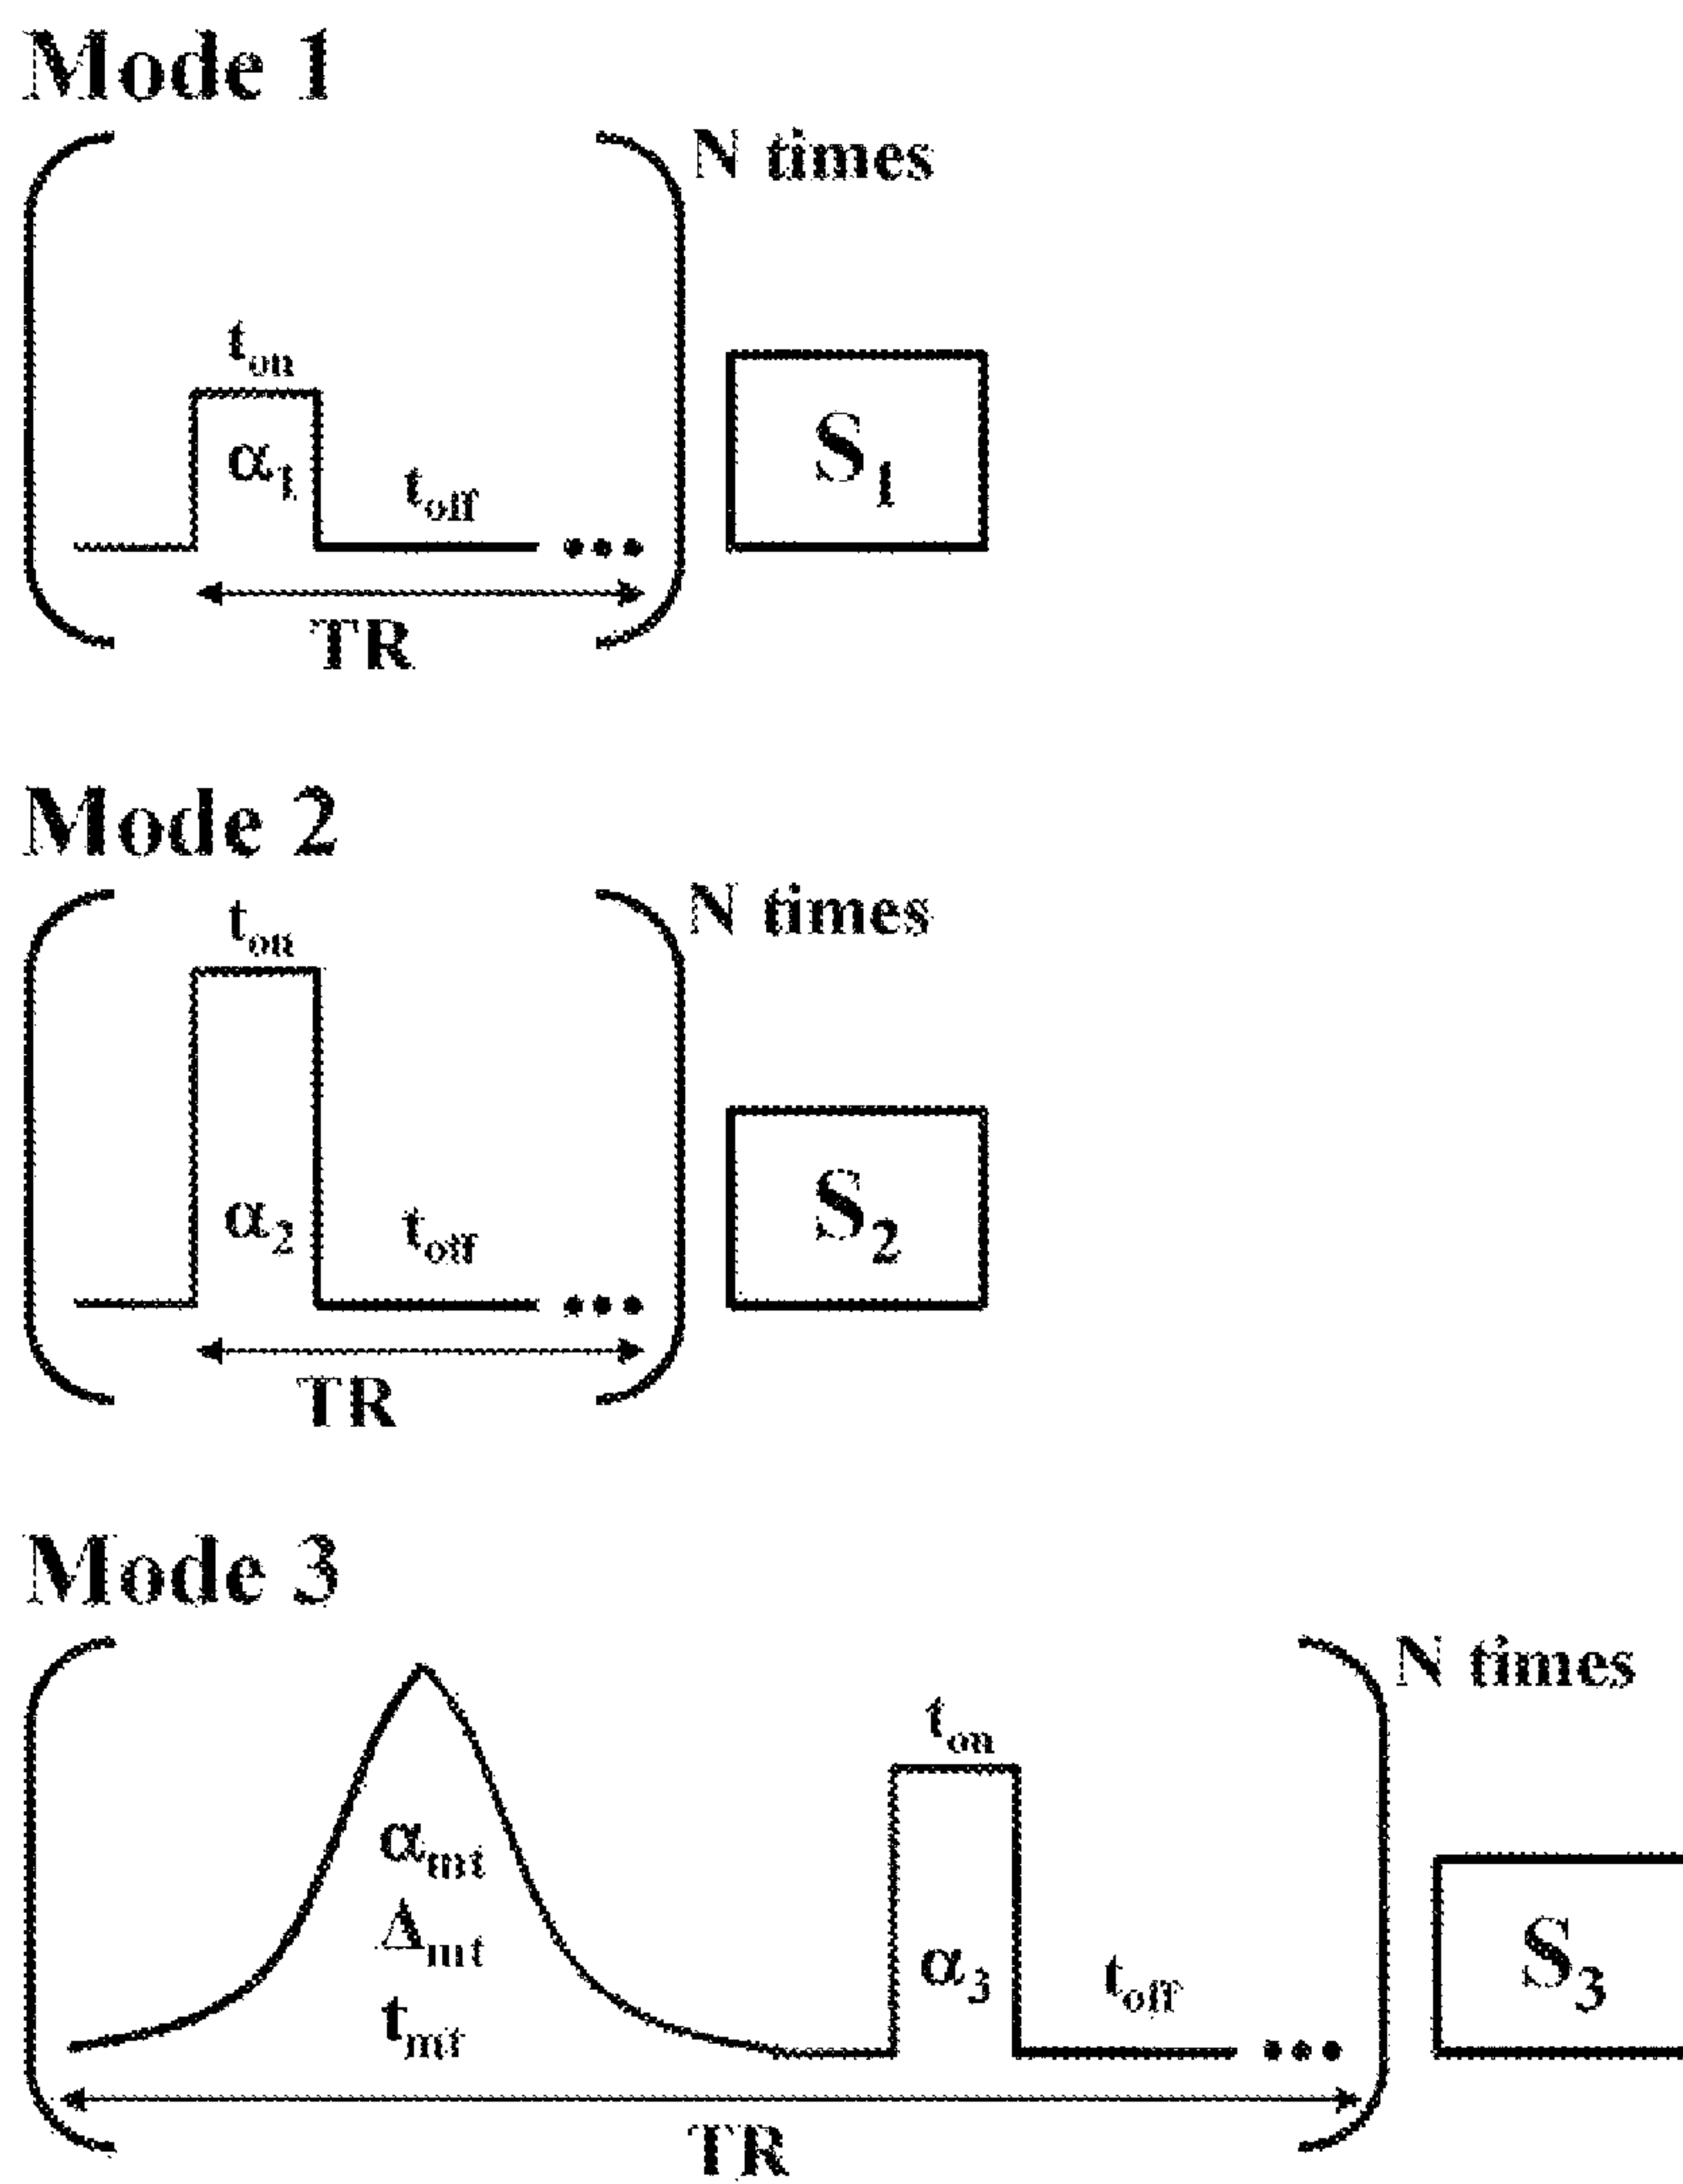 Mode 1
N times
t_on
α_1
t_off
S_1
TR
Mode 2
N times
t_on
α_2
t_off
S_2
TR
Mode 3
N times
t_on
α_mt
Δ_mt
t_mt
α_3
t_off
S_3
TR